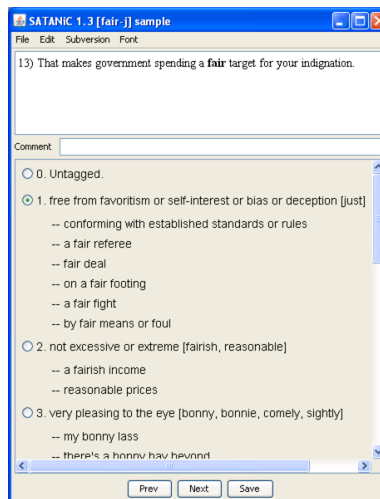 SATANiC 1.3 [fair-j] sample
File Edit Subversion Font
13) That makes government spending a fair target for your indignation.
Comment
0. Untagged.
1. free from favoritism or self-interest or bias or deception [just]
-- conforming with established standards or rules
-- a fair referee
-- fair deal
-- on a fair footing
-- a fair fight
-- by fair means or foul
2. not excessive or extreme [fairish, reasonable]
-- a fairish income
-- reasonable prices
3. very pleasing to the eye [bonny, bonnie, comely, sightly]
-- my bonny lass
-- there's a bonny bay beyond
Prev Next Save